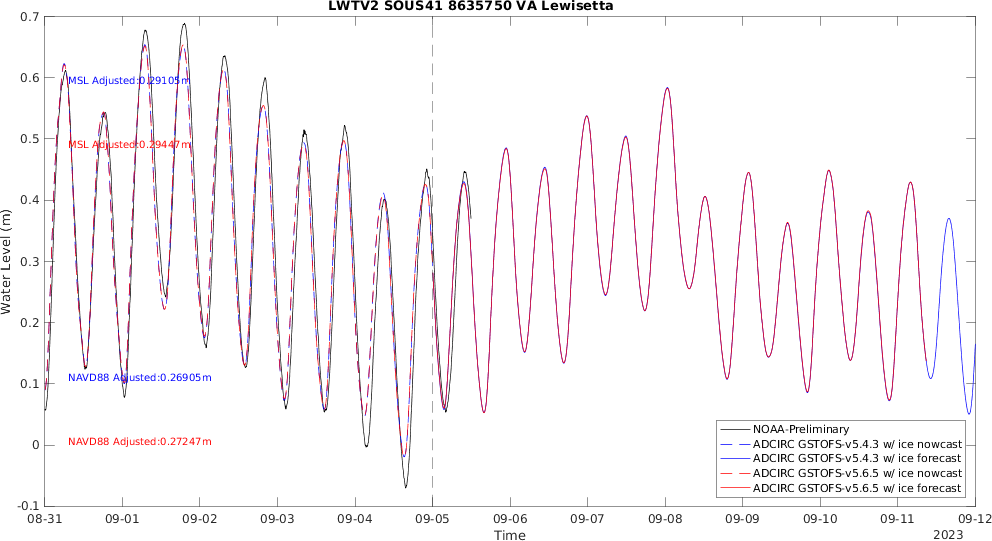 LWTV2 SOUS41 8635750 VA Lewisetta
0.7
0.6
0.5
0.4
0.3
0.2
0.1
0
-0.1
Water Level (m)
MSL Adjusted:0.29105m
MSL Adjusted:0.29447m
NAVD88 Adjusted:0.26905m
NAVD88 Adjusted:0.27247m
NOAA-Preliminary
ADCIRC GSTOFS-v5.4.3 w/ ice nowcast
ADCIRC GSTOFS-v5.4.3 w/ ice forecast
ADCIRC GSTOFS-v5.6.5 w/ ice nowcast
ADCIRC GSTOFS-v5.6.5 w/ ice forecast
08-31 09-01 09-02 09-03 09-04 09-05 09-06 09-07 09-08 09-09 09-10 09-11 09-12
Time
2023